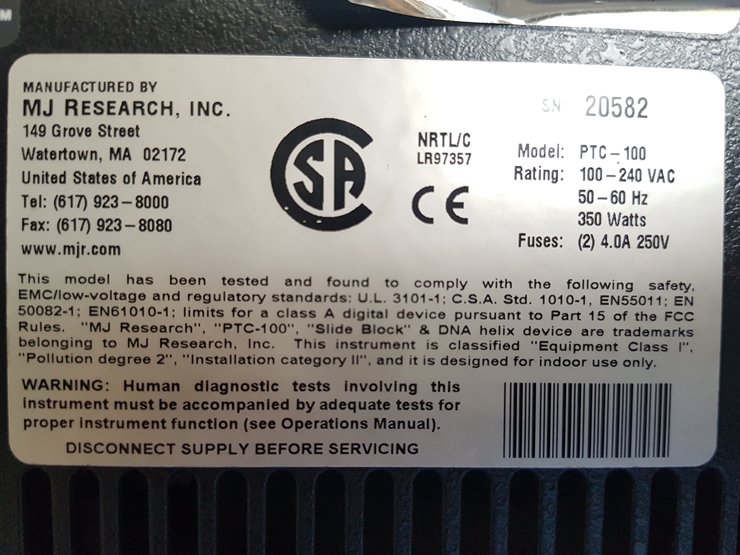 M
MANUFACTURED BY
MJ RESEARCH, INC.
149 Grove Street
Watertown, MA 02172
United States of America
Tel: (617) 923-8000
Fax: (617) 923-8080
www.mjr.com
SA
NRTL/C
LR97357
CE
SN 20582
Model: PTC-100
Rating: 100-240 VAC
50-60 Hz
350 Watts
Fuses: (2) 4.0A 250V
This model has been tested and found to comply with the following safety,
EMC/low-voltage and regulatory standards: U.L. 3101-1; C.S.A. Std. 1010-1, EN55011; EN
50082-1; EN61010-1; limits for a class A digital device pursuant to Part 15 of the FCC
Rules. "MJ Research", "PTC-100", "Slide Block" & DNA helix device are trademarks
belonging to MJ Research, Inc. This instrument is classified "Equipment Class I",
"Pollution degree 2", "Installation category II", and it is designed for indoor use only.
WARNING: Human diagnostic tests involving this
instrument must be accompanied by adequate tests for
proper instrument function (see Operations Manual).
DISCONNECT SUPPLY BEFORE SERVICING